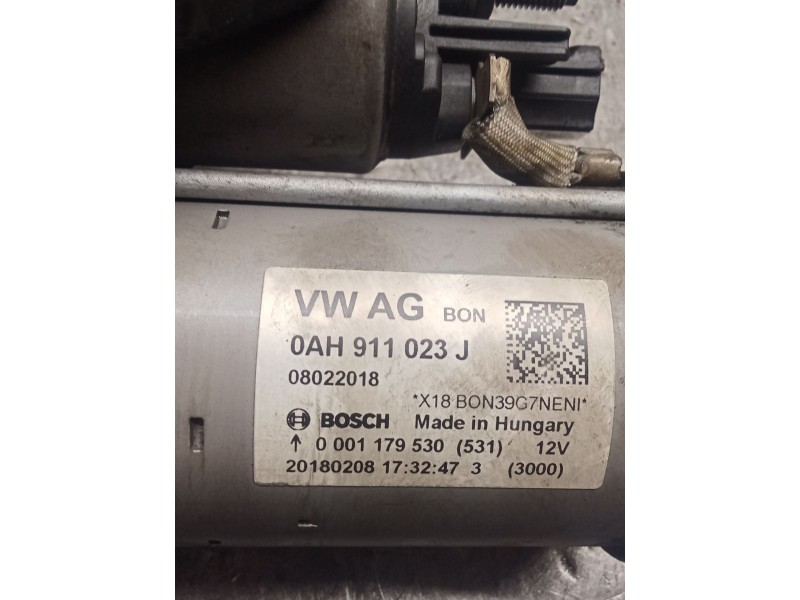 VW AG BON
0AH 911 023 J
08022018
*X18 BON39G7NENI*
BOSCH Made in Hungary
↑ 0 001 179 530 (531) 12V
20180208 17:32:47 3 (3000)